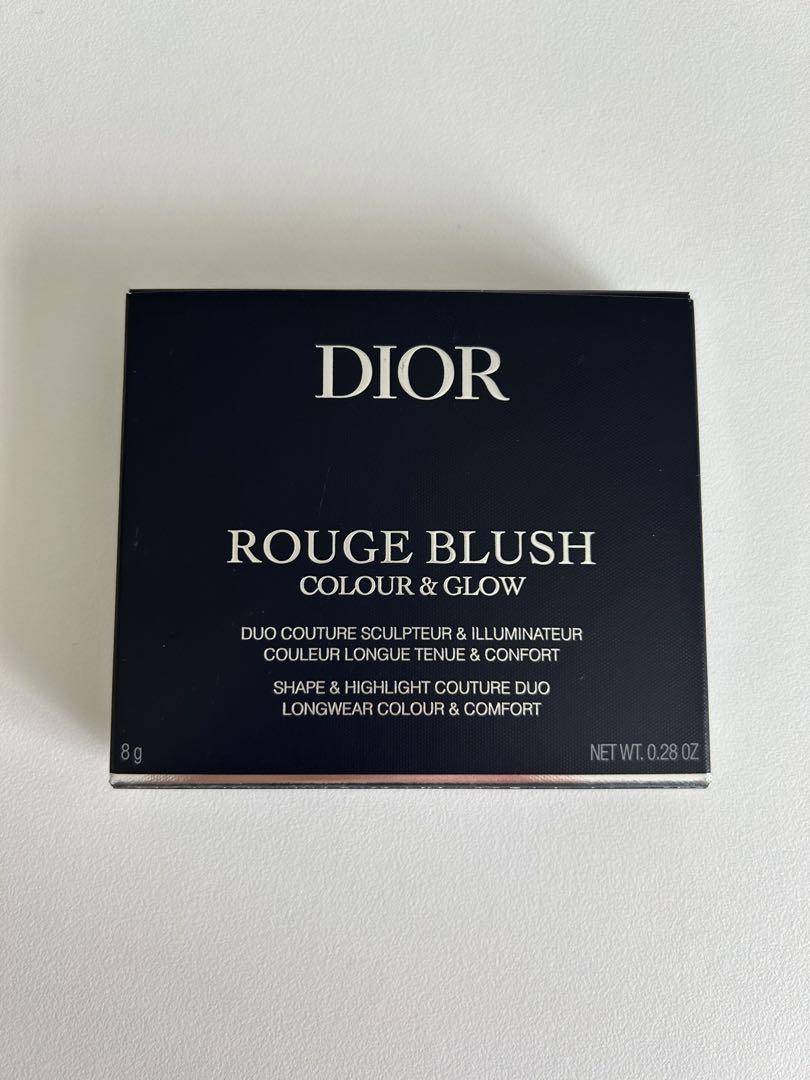 DIOR
ROUGE BLUSH
COLOUR & GLOW
DUO COUTURE SCULPTEUR & ILLUMINATEUR
COULEUR LONGUE TENUE & CONFORT
SHAPE & HIGHLIGHT COUTURE DUO
LONGWEAR COLOUR & COMFORT
8 g NET WT. 0.28 OZ